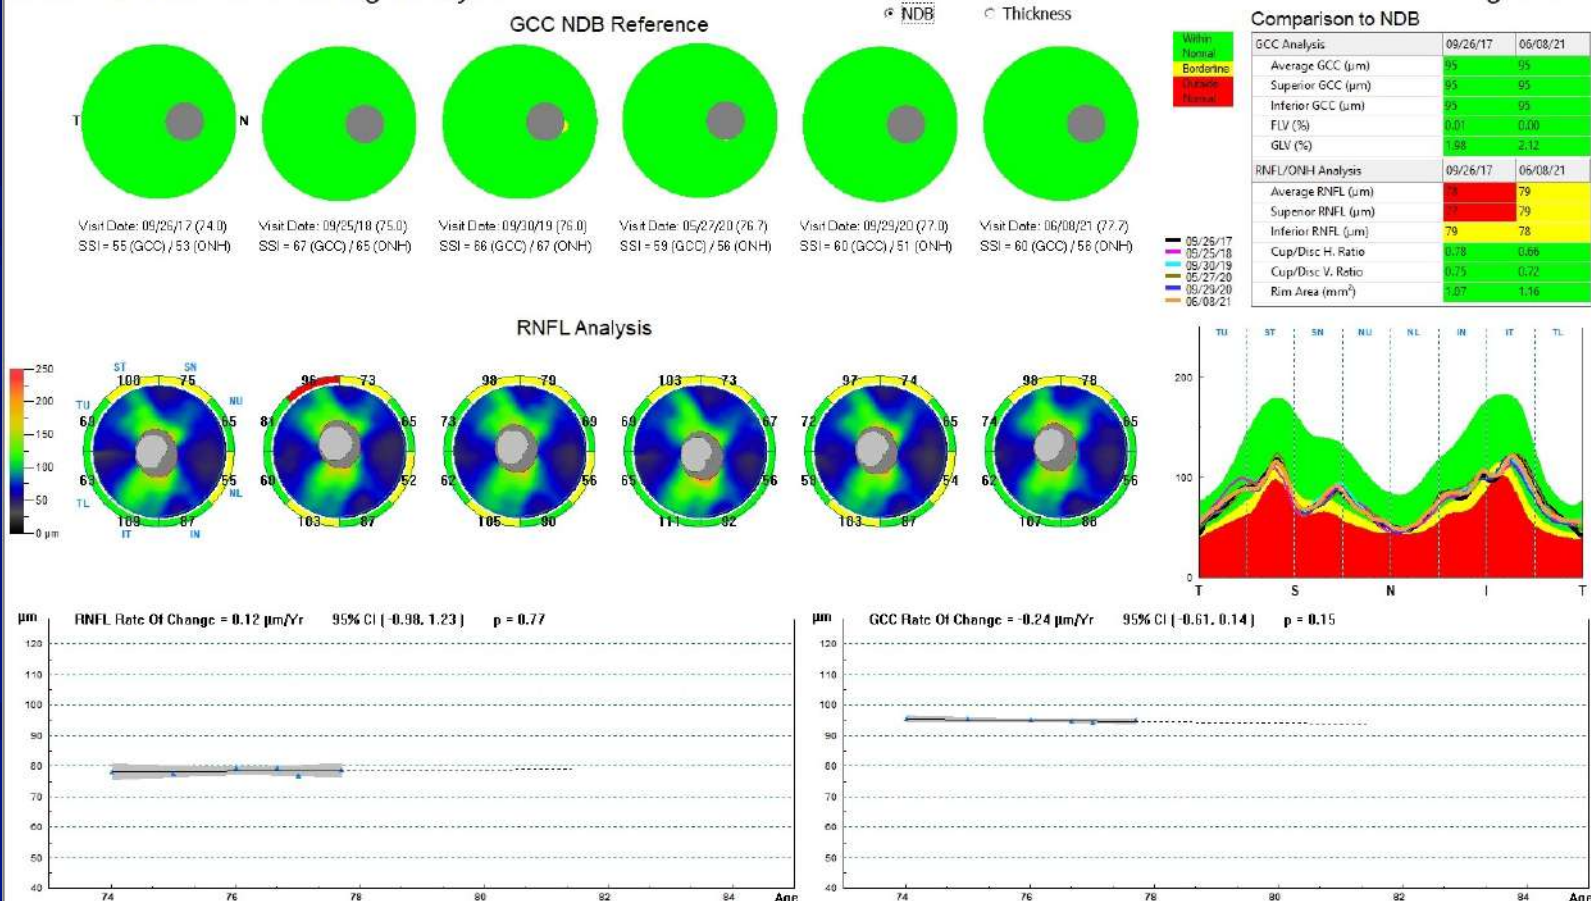 GCC NDB Reference
NDB
Thickness
T
N
Visit Date: 09/26/17 (74.0)
SSI = 55 (GCC) / 53 (ONH)
Visit Date: 09/25/18 (75.0)
SSI = 67 (GCC) / 65 (ONH)
Visit Date: 09/30/19 (76.0)
SSI = 66 (GCC) / 67 (ONH)
Visit Date: 05/27/20 (76.7)
SSI = 59 (GCC) / 56 (ONH)
Visit Date: 09/29/20 (77.0)
SSI = 60 (GCC) / 51 (ONH)
Visit Date: 06/08/21 (77.7)
SSI = 60 (GCC) / 56 (ONH)
Within
Normal
Borderline
Outside
Normal
Comparison to NDB
GCC Analysis 09/26/17 06/08/21
Average GCC (µm) 95 95
Superior GCC (µm) 95 95
Inferior GCC (µm) 95 95
FLV (%) 0.01 0.00
GLV (%) 1.98 2.12
RNFL/ONH Analysis 09/26/17 06/08/21
Average RNFL (µm) 78 79
Superior RNFL (µm) 79
Inferior RNFL (µm) 79 78
Cup/Disc H. Ratio 0.78 0.66
Cup/Disc V. Ratio 0.75 0.72
Rim Area (mm²) 1.07 1.16
09/26/17
09/25/18
09/30/19
05/27/20
09/29/20
06/08/21
RNFL Analysis
250
200
150
100
50
0 µm
ST SN
100 75
TU NU
65
55
TL NL
109 87
IT IN
96 73
81 65
60 52
103 87
98 79
73 69
62 56
105 90
103 73
69 67
65 56
111 92
97 74
72 65
54
103 87
98 78
74 65
62 56
107 86
TU ST SN NU NL IN IT TL
200
100
0
T S N I T
µm RNFL Rate Of Change = 0.12 µm/Yr 95% CI (-0.98, 1.23) p = 0.77
120
110
100
90
80
70
60
50
40
74 76 78 80 82 84 Age
µm GCC Rate Of Change = -0.24 µm/Yr 95% CI (-0.61, 0.14) p = 0.15
120
110
100
90
80
70
60
50
40
74 76 78 80 82 84 Age